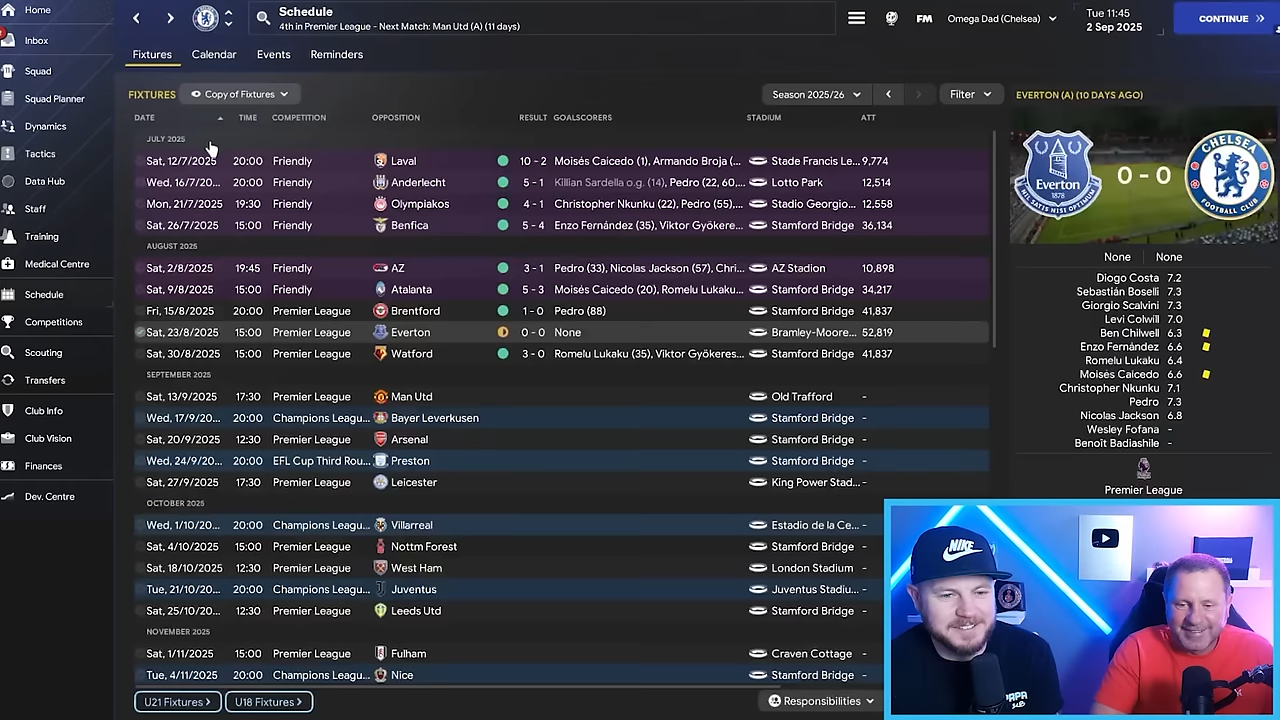 Home
Inbox
Squad
Squad Planner
Dynamics
Tactics
Data Hub
Staff
Training
Medical Centre
Schedule
Competitions
Scouting
Transfers
Club Info
Club Vision
Finances
Dev. Centre
Schedule
4th in Premier League - Next Match: Man Utd (A) (11 days)
FM
Omega Dad (Chelsea)
Tue 11:45
2 Sep 2025
CONTINUE
Fixtures Calendar Events Reminders
FIXTURES Copy of Fixtures Season 2025/26 Filter
DATE TIME COMPETITION OPPOSITION RESULT GOALSCORERS STADIUM ATT
JULY 2025
Sat, 12/7/2025 20:00 Friendly Laval 10 - 2 Moisés Caicedo (1), Armando Broja (... Stade Francis Le... 9,774
Wed, 16/7/20... 20:00 Friendly Anderlecht 5 - 1 Killian Sardella o.g. (14), Pedro (22, 60,... Lotto Park 12,514
Mon, 21/7/2025 19:30 Friendly Olympiakos 4 - 1 Christopher Nkunku (22), Pedro (55),... Stadio Georgio... 12,558
Sat, 26/7/2025 15:00 Friendly Benfica 5 - 4 Enzo Fernández (35), Viktor Gyökere... Stamford Bridge 36,134
AUGUST 2025
Sat, 2/8/2025 19:45 Friendly AZ 3 - 1 Pedro (33), Nicolas Jackson (57), Chri... AZ Stadion 10,898
Sat, 9/8/2025 15:00 Friendly Atalanta 5 - 3 Moisés Caicedo (20), Romelu Lukaku... Stamford Bridge 34,217
Fri, 15/8/2025 20:00 Premier League Brentford 1 - 0 Pedro (88) Stamford Bridge 41,837
Sat, 23/8/2025 15:00 Premier League Everton 0 - 0 None Bramley-Moore... 52,819
Sat, 30/8/2025 15:00 Premier League Watford 3 - 0 Romelu Lukaku (35), Viktor Gyökeres... Stamford Bridge 41,837
SEPTEMBER 2025
Sat, 13/9/2025 17:30 Premier League Man Utd Old Trafford -
Wed, 17/9/20... 20:00 Champions Leagu... Bayer Leverkusen Stamford Bridge -
Sat, 20/9/2025 12:30 Premier League Arsenal Stamford Bridge -
Wed, 24/9/20... 20:00 EFL Cup Third Rou... Preston Stamford Bridge -
Sat, 27/9/2025 17:30 Premier League Leicester King Power Stad... -
OCTOBER 2025
Wed, 1/10/20... 20:00 Champions Leagu... Villarreal Estadio de la Ce... -
Sat, 4/10/2025 15:00 Premier League Nottm Forest Stamford Bridge -
Sat, 18/10/2025 12:30 Premier League West Ham London Stadium -
Tue, 21/10/20... 20:00 Champions Leagu... Juventus Juventus Stadiu... -
Sat, 25/10/20... 12:30 Premier League Leeds Utd Stamford Bridge -
NOVEMBER 2025
Sat, 1/11/2025 15:00 Premier League Fulham Craven Cottage -
Tue, 4/11/2025 20:00 Champions Leagu... Nice Stamford Bridge -
U21 Fixtures U18 Fixtures Responsibilities
EVERTON (A) (10 DAYS AGO)
Everton
1878
CHELSEA
FOOTBALL CLUB
0 - 0
None None
Diogo Costa 7.2
Sebastián Boselli 7.3
Giorgio Scalvini 7.3
Levi Colwill 7.0
Ben Chilwell 6.3
Enzo Fernández 6.6
Romelu Lukaku 6.4
Moisés Caicedo 6.6
Christopher Nkunku 7.1
Pedro 7.3
Nicolas Jackson 6.8
Wesley Fofana -
Benoît Badiashile -
Premier League
NIKE